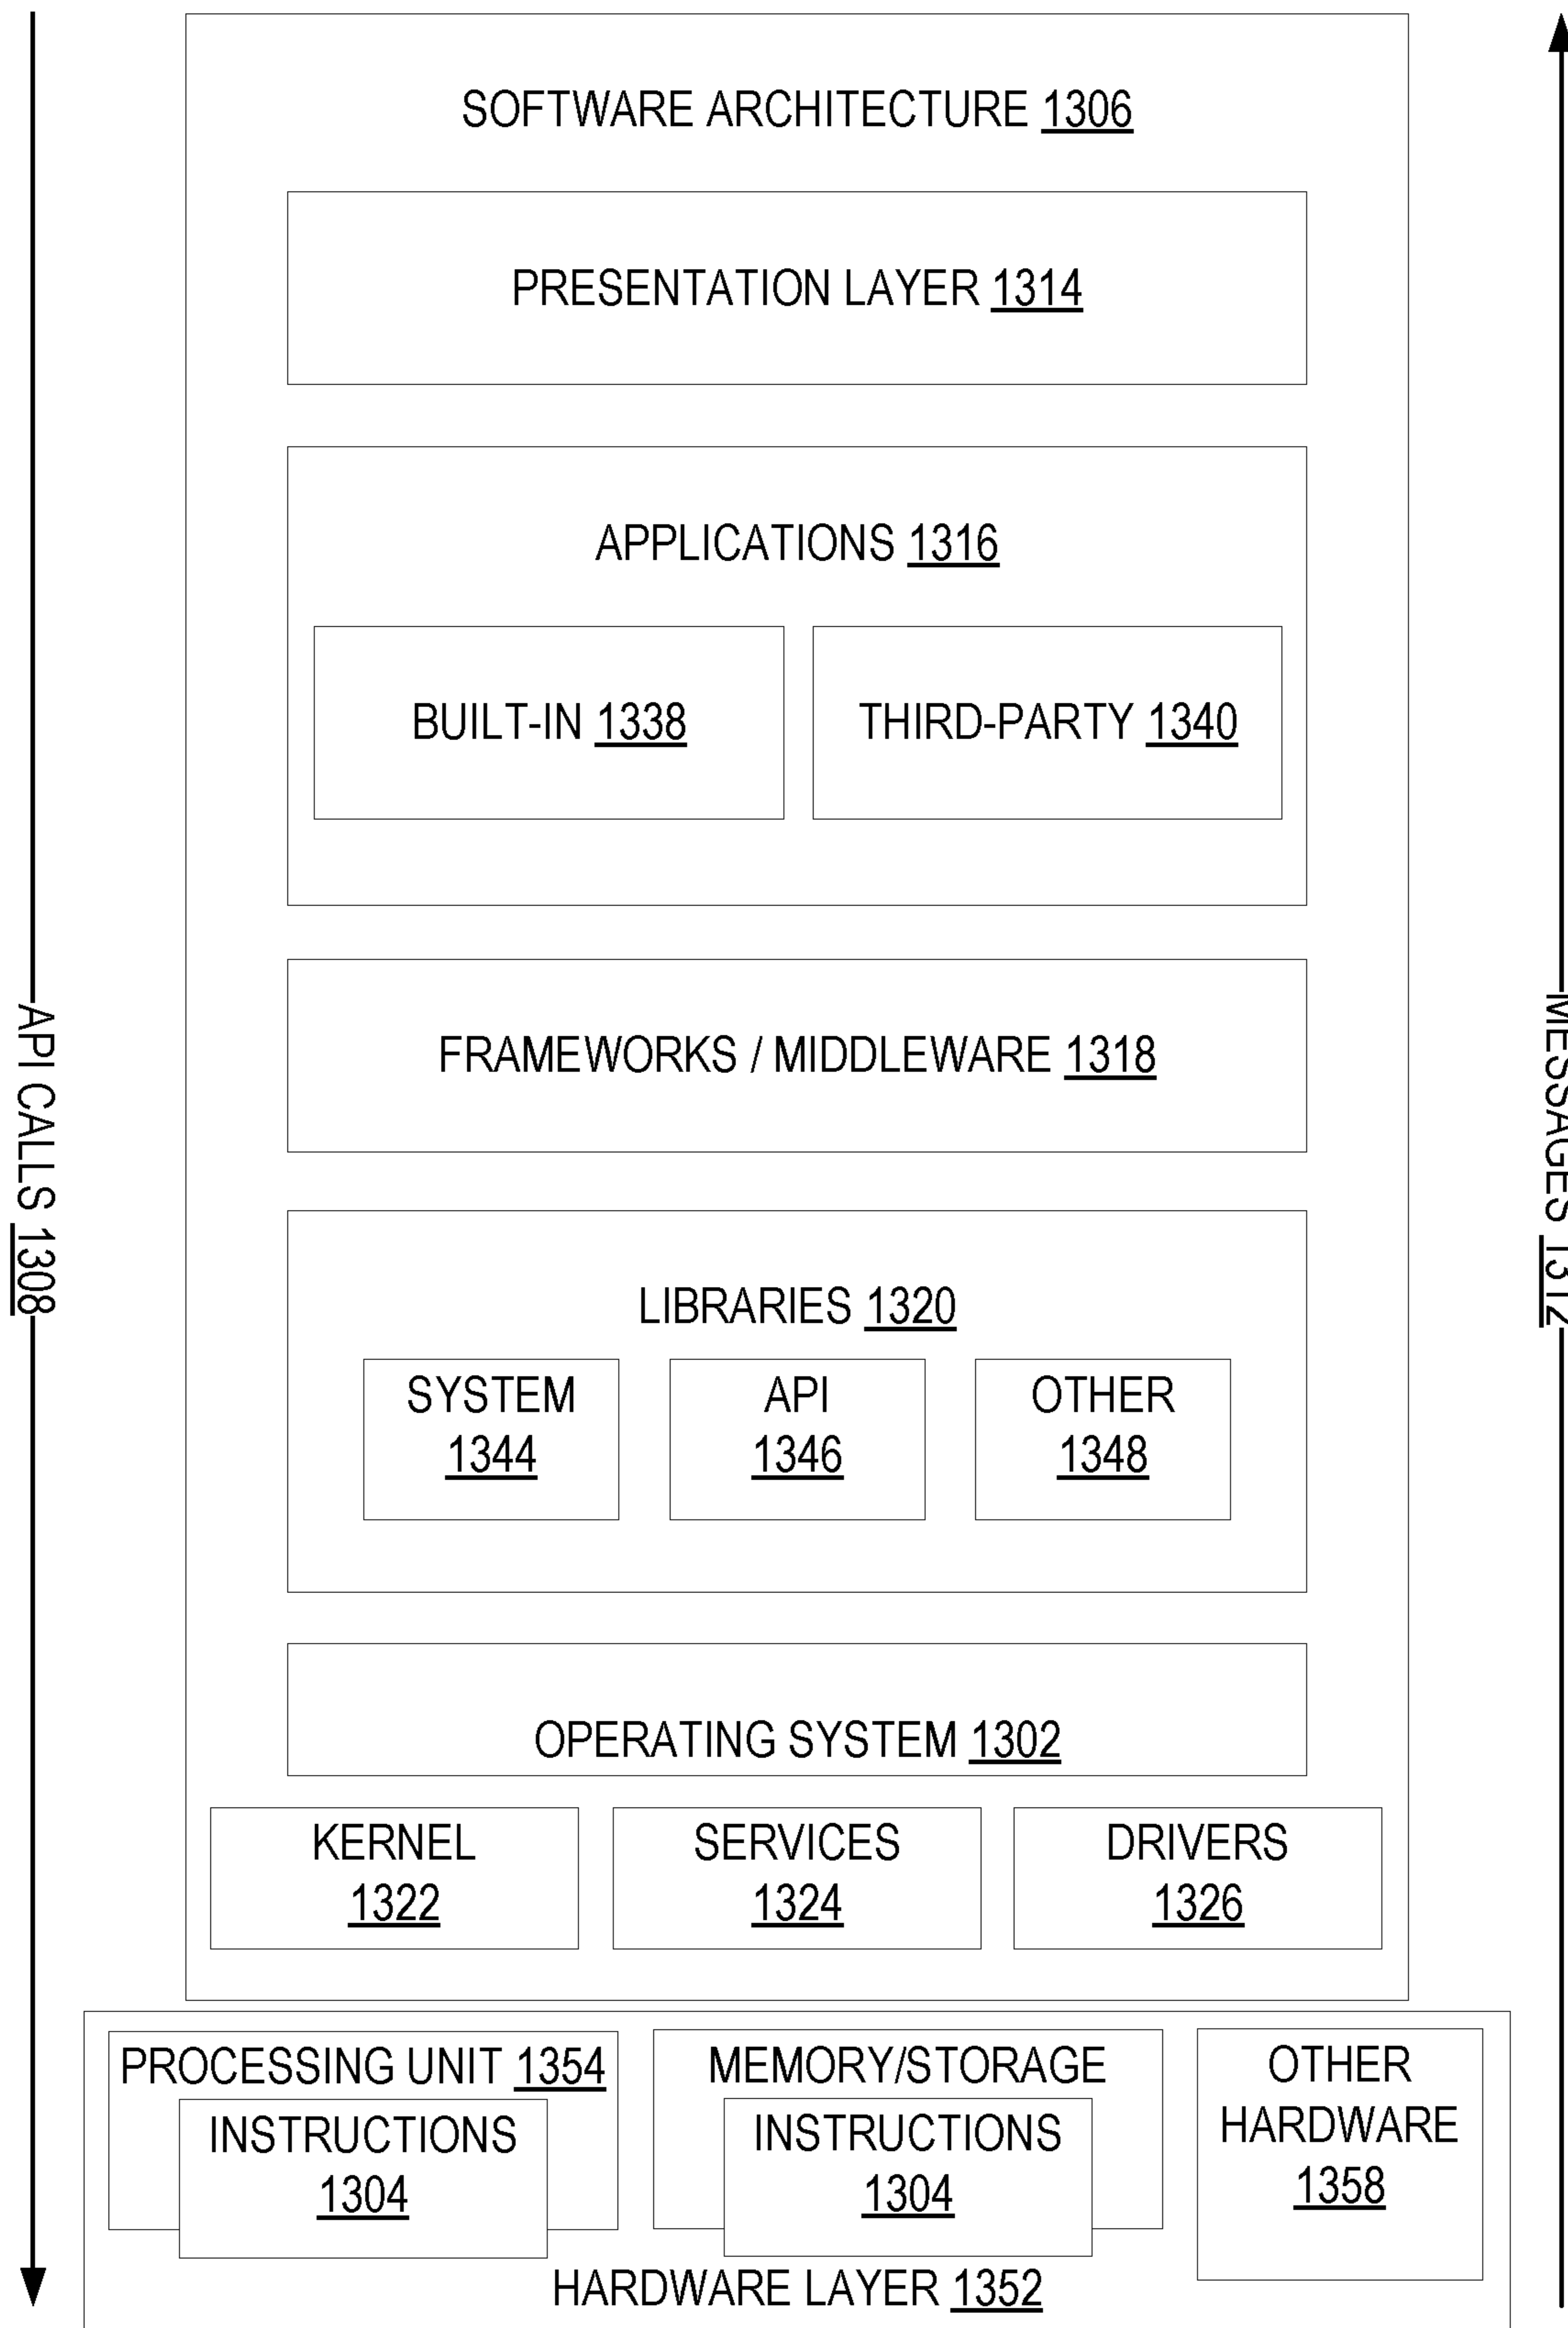 SOFTWARE ARCHITECTURE 1306
PRESENTATION LAYER 1314
APPLICATIONS 1316
BUILT-IN 1338
THIRD-PARTY 1340
FRAMEWORKS / MIDDLEWARE 1318
API CALLS 1308
MESSAGES 1312
LIBRARIES 1320
SYSTEM
1344
API
1346
OTHER
1348
OPERATING SYSTEM 1302
KERNEL
1322
SERVICES
1324
DRIVERS
1326
PROCESSING UNIT 1354
INSTRUCTIONS
1304
MEMORY/STORAGE
INSTRUCTIONS
1304
OTHER
HARDWARE
1358
HARDWARE LAYER 1352